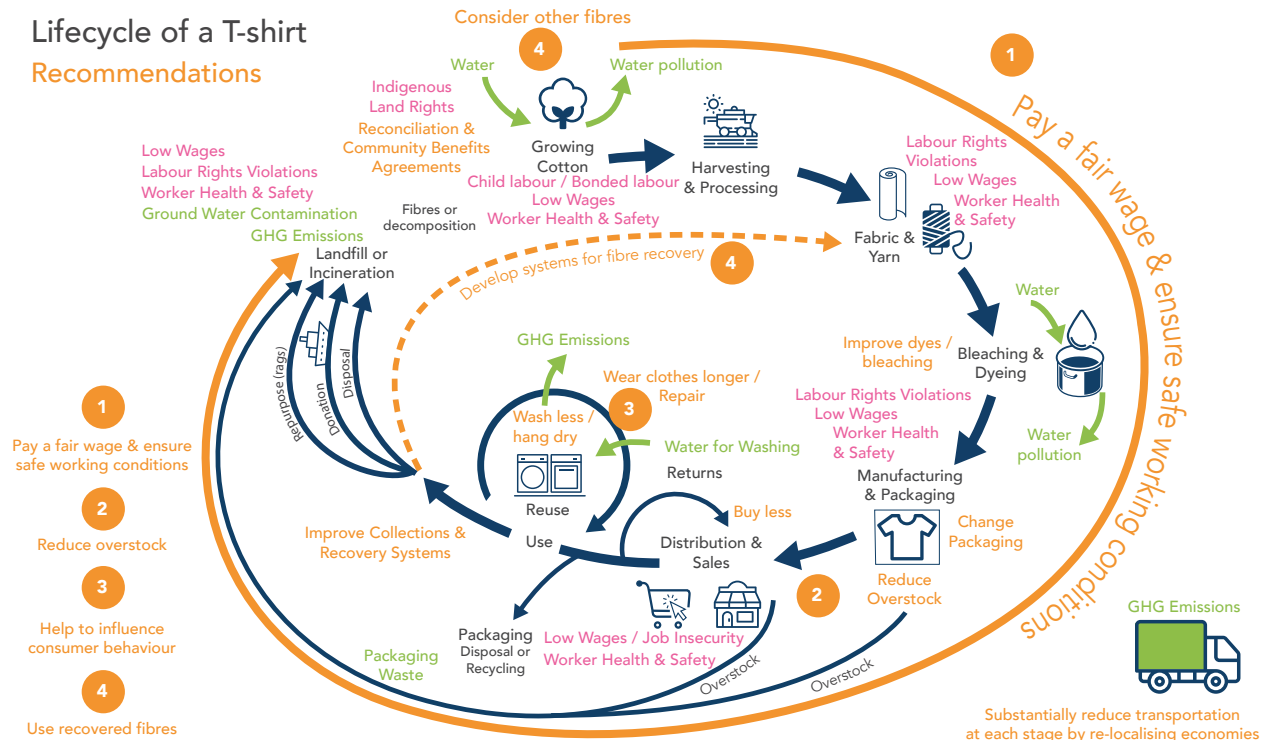 Lifecycle of a T-shirt
Recommendations
Consider other fibres
4
Water
Water pollution
Indigenous
Land Rights
Reconciliation &
Community Benefits
Agreements
Growing
Cotton
Child labour / Bonded labour
Low Wages
Worker Health & Safety
Harvesting
& Processing
1
Pay a fair wage & ensure safe working conditions
Labour Rights
Violations
Low Wages
Worker Health
& Safety
Fabric &
Yarn
Low Wages
Labour Rights Violations
Worker Health & Safety
Ground Water Contamination
GHG Emissions
Landfill or
Incineration
Fibres or
decomposition
Develop systems for fibre recovery
4
Water
Improve dyes /
bleaching
Bleaching &
Dyeing
Water
pollution
Labour Rights Violations
Low Wages
Worker Health
& Safety
Manufacturing
& Packaging
Change
Packaging
Reduce
Overstock
GHG Emissions
Wear clothes longer /
Repair
3
Wash less /
hang dry
Water for Washing
Reuse
Returns
Buy less
Use
Distribution &
Sales
2
Repurpose (rags)
Donation
Disposal
Improve Collections &
Recovery Systems
Packaging
Disposal or
Recycling
Low Wages / Job Insecurity
Worker Health & Safety
Packaging
Waste
Overstock
Overstock
1
Pay a fair wage & ensure
safe working conditions
2
Reduce overstock
3
Help to influence
consumer behaviour
4
Use recovered fibres
GHG Emissions
Substantially reduce transportation
at each stage by re-localising economies